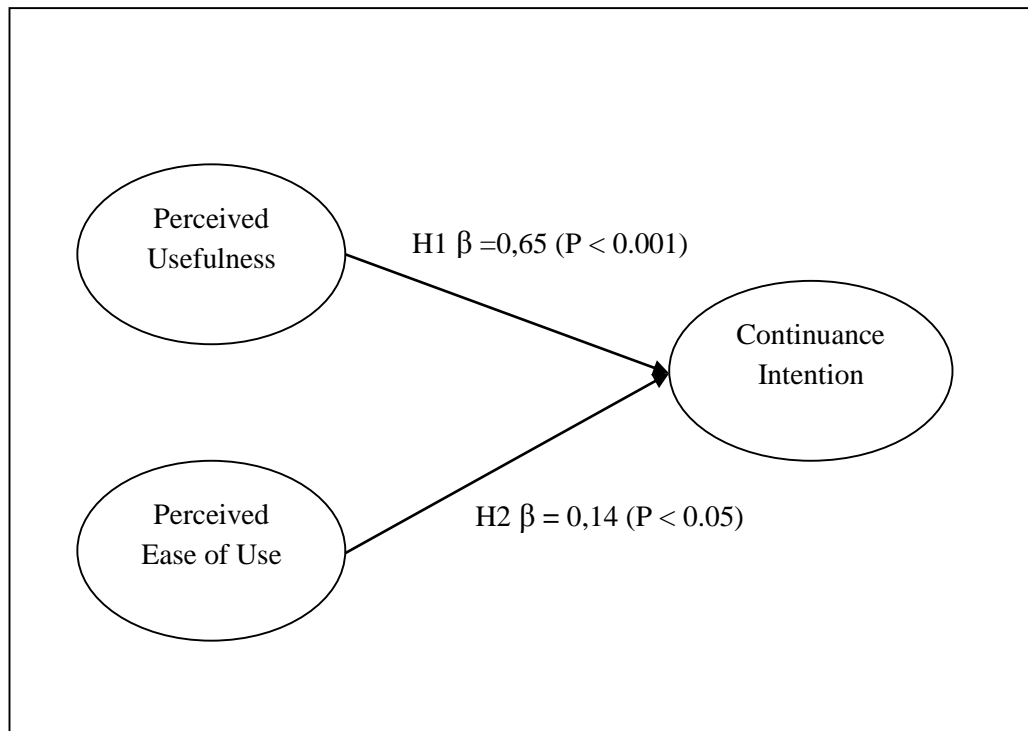 Perceived
Usefulness
H1 β =0,65 (P < 0.001)
Continuance
Intention
Perceived
Ease of Use
H2 β = 0,14 (P < 0.05)